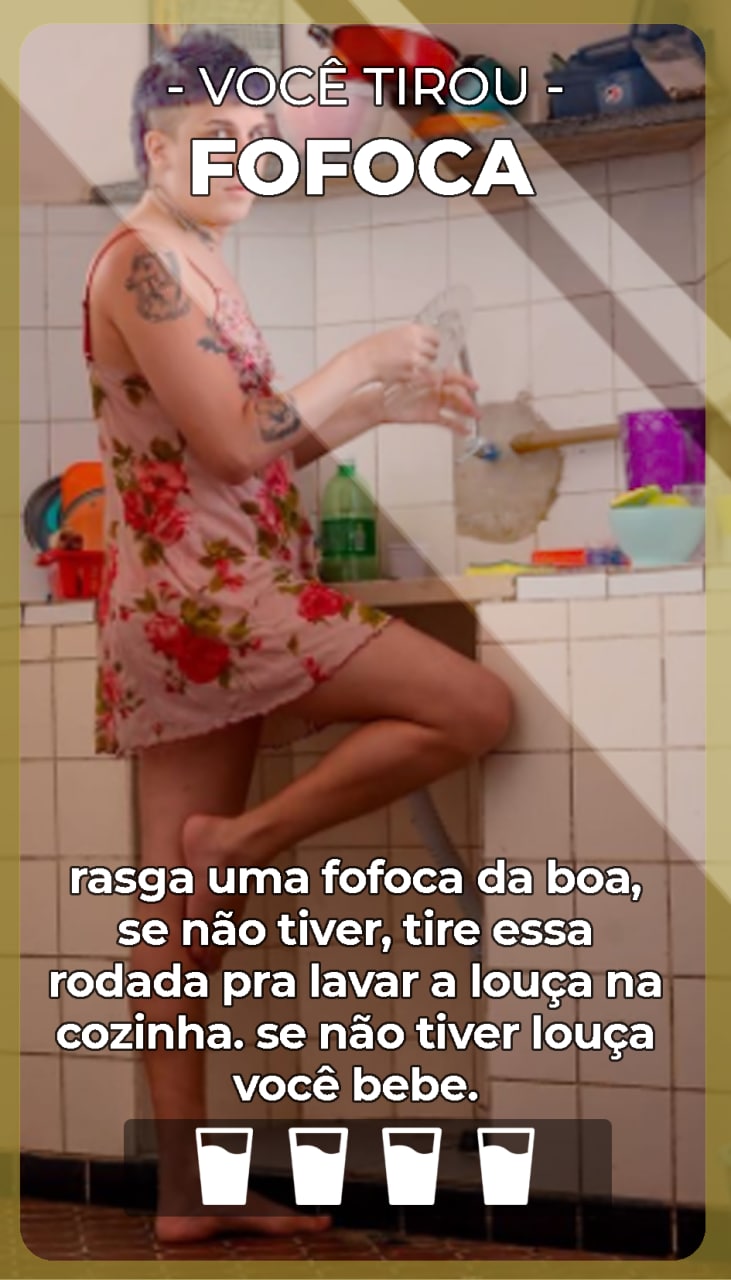 - VOCÊ TIROU -
FOFOCA
rasga uma fofoca da boa,
se não tiver, tire essa
rodada pra lavar a louça na
cozinha. se não tiver louça
você bebe.